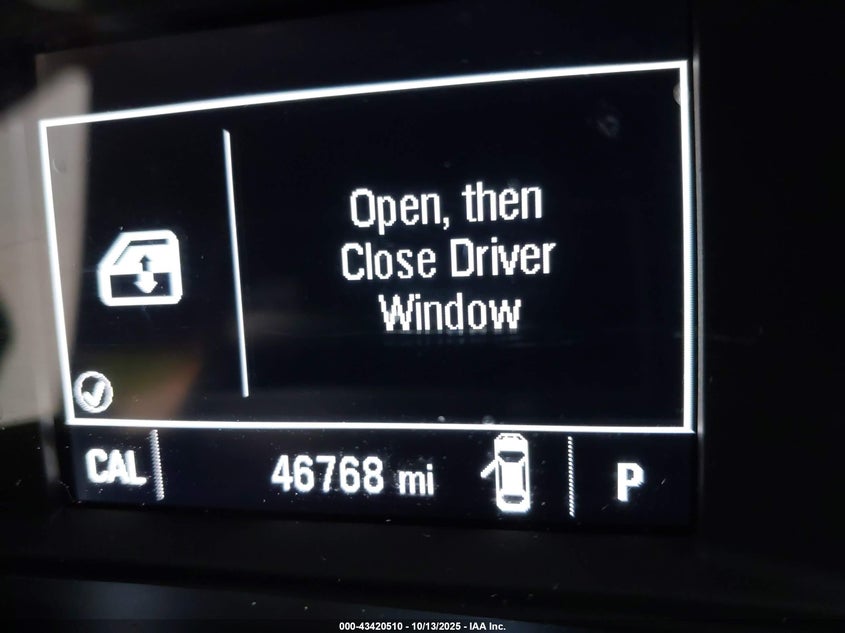 Open, then
Close Driver
Window
CAL 46768 mi P
000-43420510 - 10/13/2025 - IAA Inc.